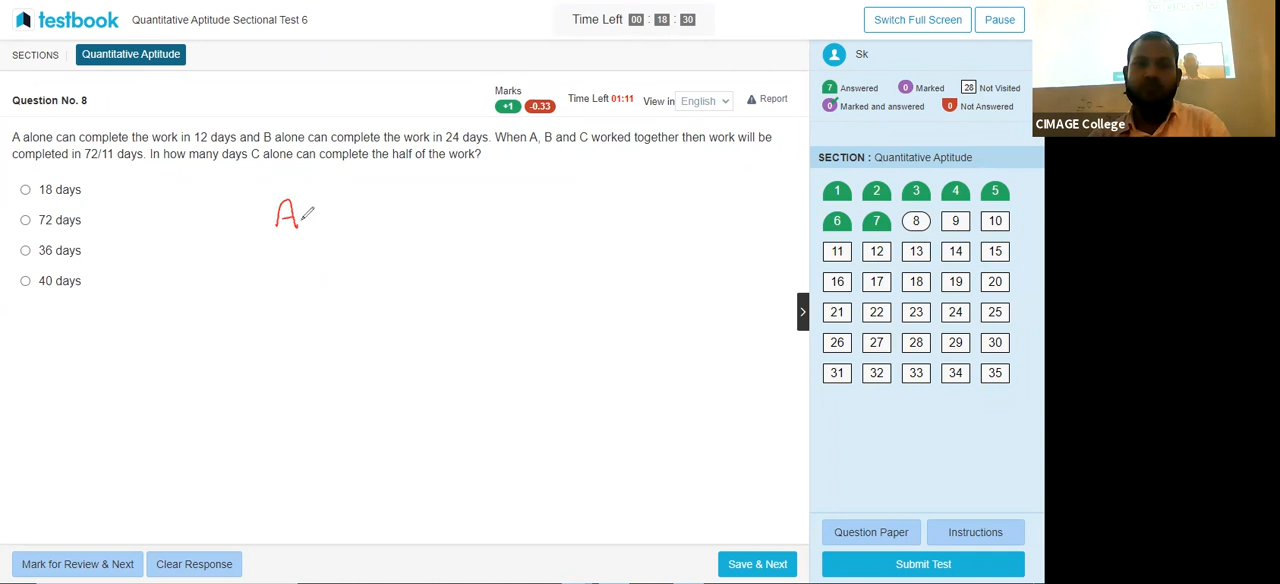 testbook
Quantitative Aptitude Sectional Test 6
Time Left 00 : 18 : 30
Switch Full Screen
Pause
SECTIONS
Quantitative Aptitude
Sk
7 Answered
0 Marked
28 Not Visited
0 Marked and answered
0 Not Answered
CIMAGE College
Question No. 8
Marks
+1 -0.33
Time Left 01:11
View in English
Report
A alone can complete the work in 12 days and B alone can complete the work in 24 days. When A, B and C worked together then work will be
completed in 72/11 days. In how many days C alone can complete the half of the work?
18 days
72 days
36 days
40 days
A
SECTION : Quantitative Aptitude
1 2 3 4 5
6 7 8 9 10
11 12 13 14 15
16 17 18 19 20
21 22 23 24 25
26 27 28 29 30
31 32 33 34 35
Question Paper
Instructions
Mark for Review & Next
Clear Response
Save & Next
Submit Test